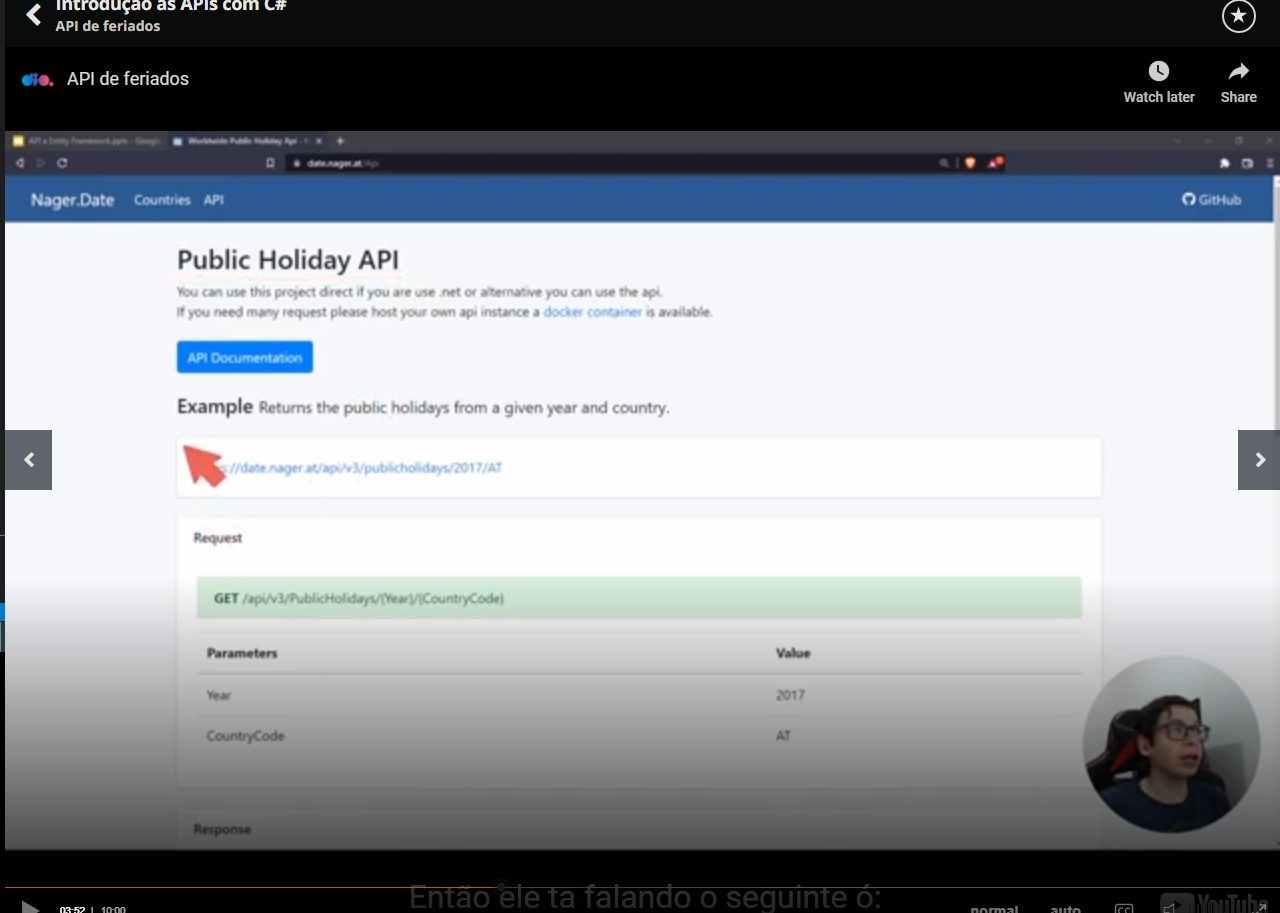 Introdução as APIs com C#
API de feriados
dio. API de feriados
Watch later
Share
API e Entity Framework.pptx - Googl
Worldwide Public Holiday Api -
date.nager.at/Api
Nager.Date Countries API GitHub
Public Holiday API
You can use this project direct if you are use .net or alternative you can use the api.
If you need many request please host your own api instance a docker container is available.
API Documentation
Example Returns the public holidays from a given year and country.
://date.nager.at/api/v3/publicholidays/2017/AT
Request
GET /api/v3/PublicHolidays/{Year}/{CountryCode}
Parameters Value
Year 2017
CountryCode AT
Response
Então ele ta falando o seguinte ó:
03:52 | 10:00 normal auto CC YouTube